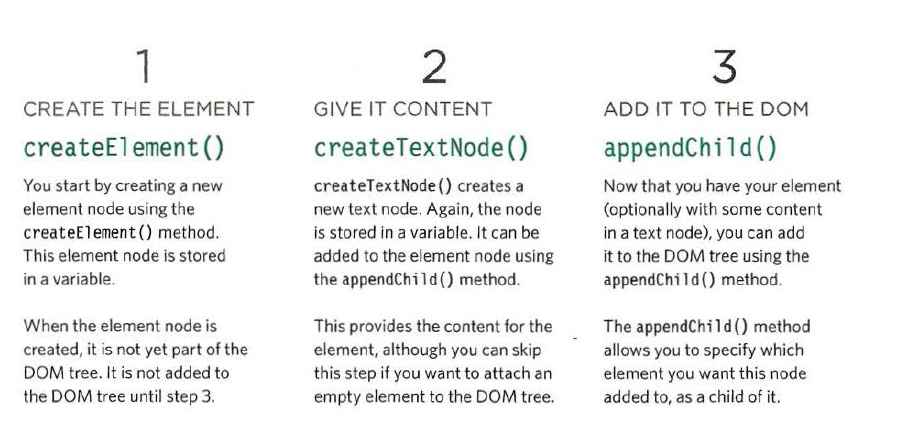 1
CREATE THE ELEMENT
createElement()
You start by creating a new
element node using the
createElement() method.
This element node is stored
in a variable.
When the element node is
created, it is not yet part of the
DOM tree. It is not added to
the DOM tree until step 3.
2
GIVE IT CONTENT
createTextNode()
createTextNode() creates a
new text node. Again, the node
is stored in a variable. It can be
added to the element node using
the appendChild() method.
This provides the content for the
element, although you can skip
this step if you want to attach an
empty element to the DOM tree.
3
ADD IT TO THE DOM
appendChild()
Now that you have your element
(optionally with some content
in a text node), you can add
it to the DOM tree using the
appendChild() method.
The appendChild() method
allows you to specify which
element you want this node
added to, as a child of it.